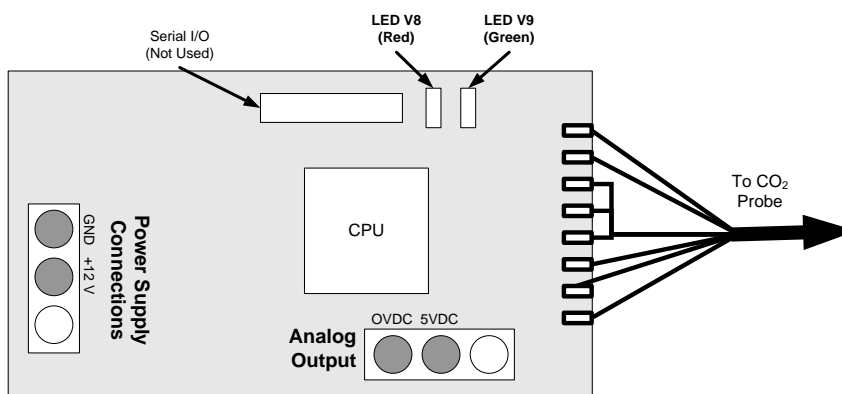 Serial I/O
(Not Used)
LED V8
(Red)
LED V9
(Green)
To CO₂
Probe
CPU
Power Supply
Connections
GND
+12 V
Analog
Output
OVDC
5VDC